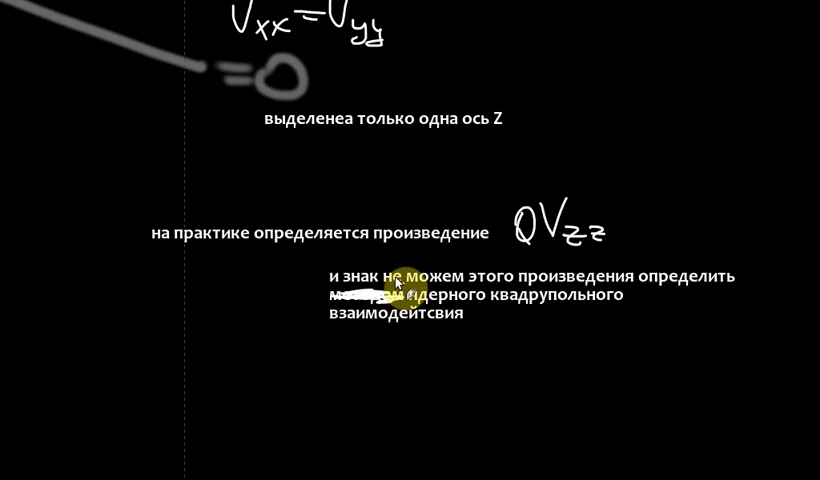 Vxx = Vyy
=0
выделенеа только одна ось Z
на практике определяется произведение QVzz
и знак не можем этого произведения определить
ядерного квадрупольного
взаимодейтсвия